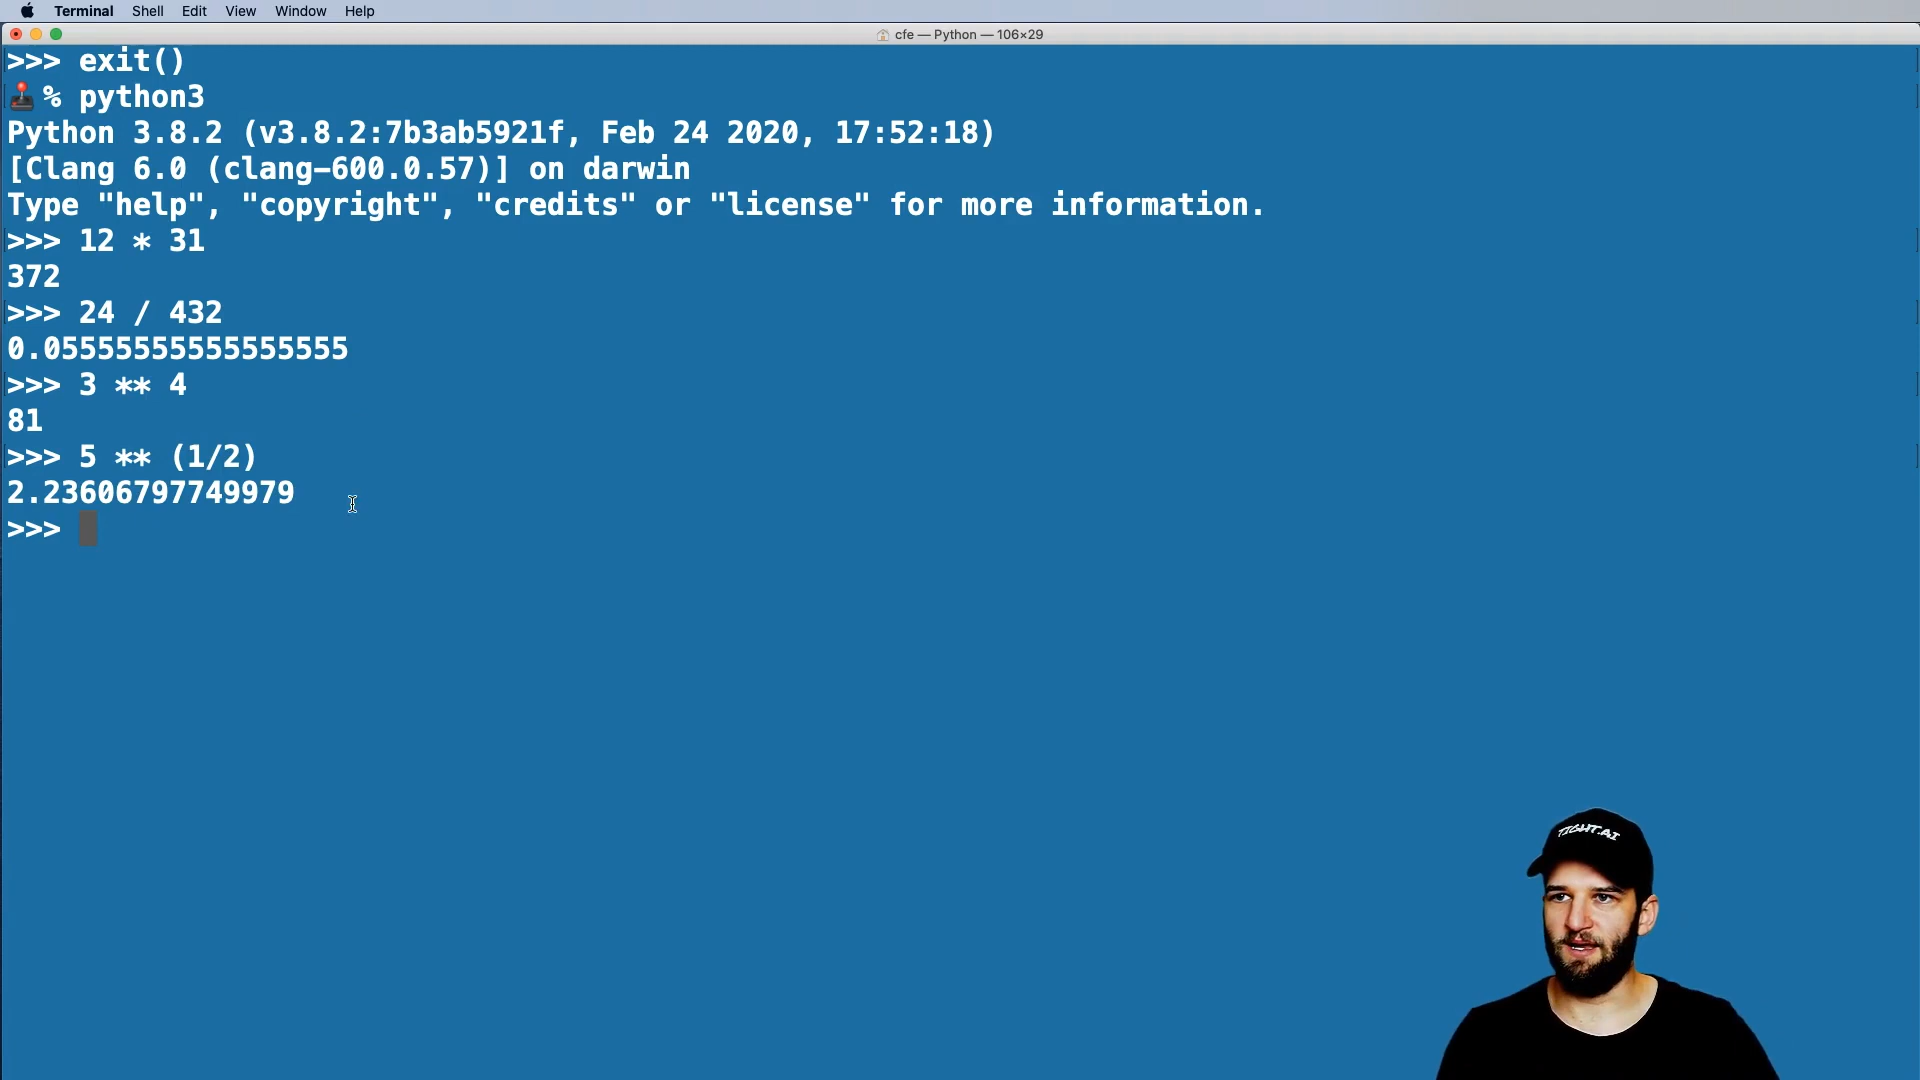 Terminal Shell Edit View Window Help
cfe — Python — 106×29
>>> exit()
% python3
Python 3.8.2 (v3.8.2:7b3ab5921f, Feb 24 2020, 17:52:18)
[Clang 6.0 (clang-600.0.57)] on darwin
Type "help", "copyright", "credits" or "license" for more information.
>>> 12 * 31
372
>>> 24 / 432
0.05555555555555555
>>> 3 ** 4
81
>>> 5 ** (1/2)
2.23606797749979
>>>
TIGHT.AI